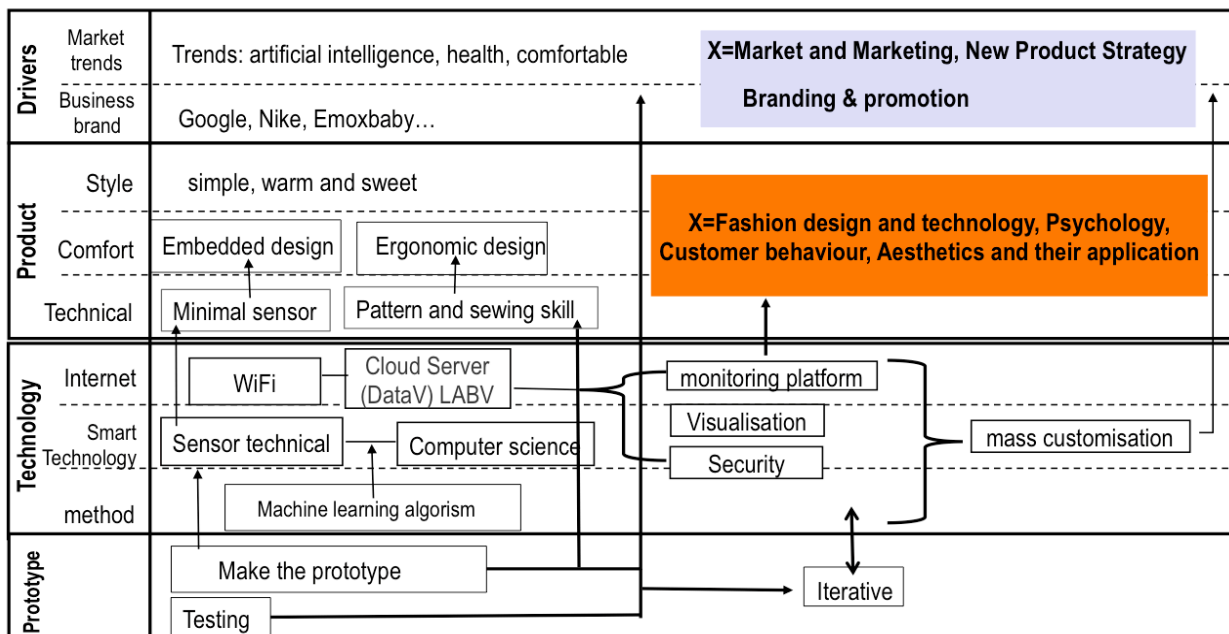 Drivers
Market
trends
Trends: artificial intelligence, health, comfortable
X=Market and Marketing, New Product Strategy
Branding & promotion
Business
brand
Google, Nike, Emoxbaby…
Product
Style
simple, warm and sweet
X=Fashion design and technology, Psychology,
Customer behaviour, Aesthetics and their application
Comfort
Embedded design
Ergonomic design
Technical
Minimal sensor
Pattern and sewing skill
Technology
Internet
WiFi
Cloud Server
(DataV) LABV
monitoring platform
Visualisation
Smart
Technology
Sensor technical
Computer science
Security
mass customisation
method
Machine learning algorism
Prototype
Make the prototype
Iterative
Testing